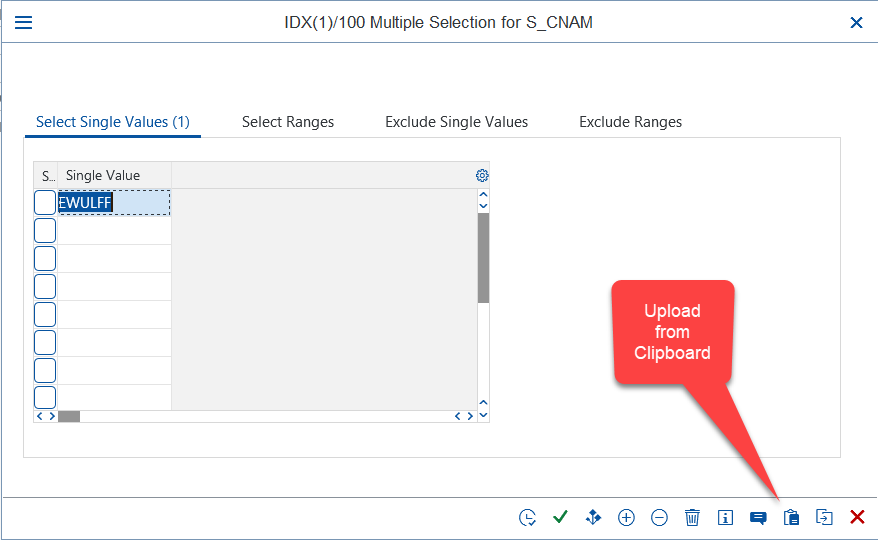 IDX(1)/100 Multiple Selection for S_CNAM
Select Single Values (1) Select Ranges Exclude Single Values Exclude Ranges
S... Single Value
EWULFF
Upload
from
Clipboard